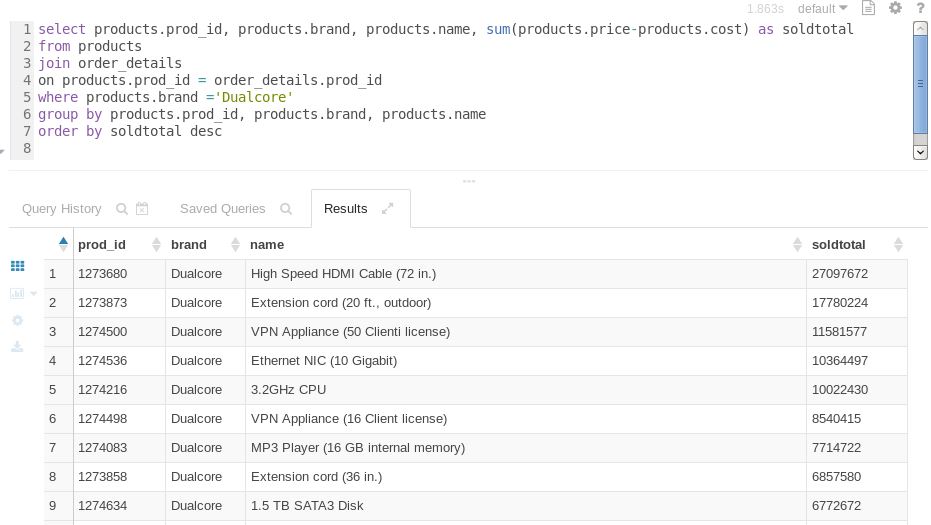 1.863s default ?
1 select products.prod_id, products.brand, products.name, sum(products.price-products.cost) as soldtotal
2 from products
3 join order_details
4 on products.prod_id = order_details.prod_id
5 where products.brand ='Dualcore'
6 group by products.prod_id, products.brand, products.name
7 order by soldtotal desc
8
Query History Saved Queries Results
prod_id brand name soldtotal
1 1273680 Dualcore High Speed HDMI Cable (72 in.) 27097672
2 1273873 Dualcore Extension cord (20 ft., outdoor) 17780224
3 1274500 Dualcore VPN Appliance (50 Clienti license) 11581577
4 1274536 Dualcore Ethernet NIC (10 Gigabit) 10364497
5 1274216 Dualcore 3.2GHz CPU 10022430
6 1274498 Dualcore VPN Appliance (16 Client license) 8540415
7 1274083 Dualcore MP3 Player (16 GB internal memory) 7714722
8 1273858 Dualcore Extension cord (36 in.) 6857580
9 1274634 Dualcore 1.5 TB SATA3 Disk 6772672